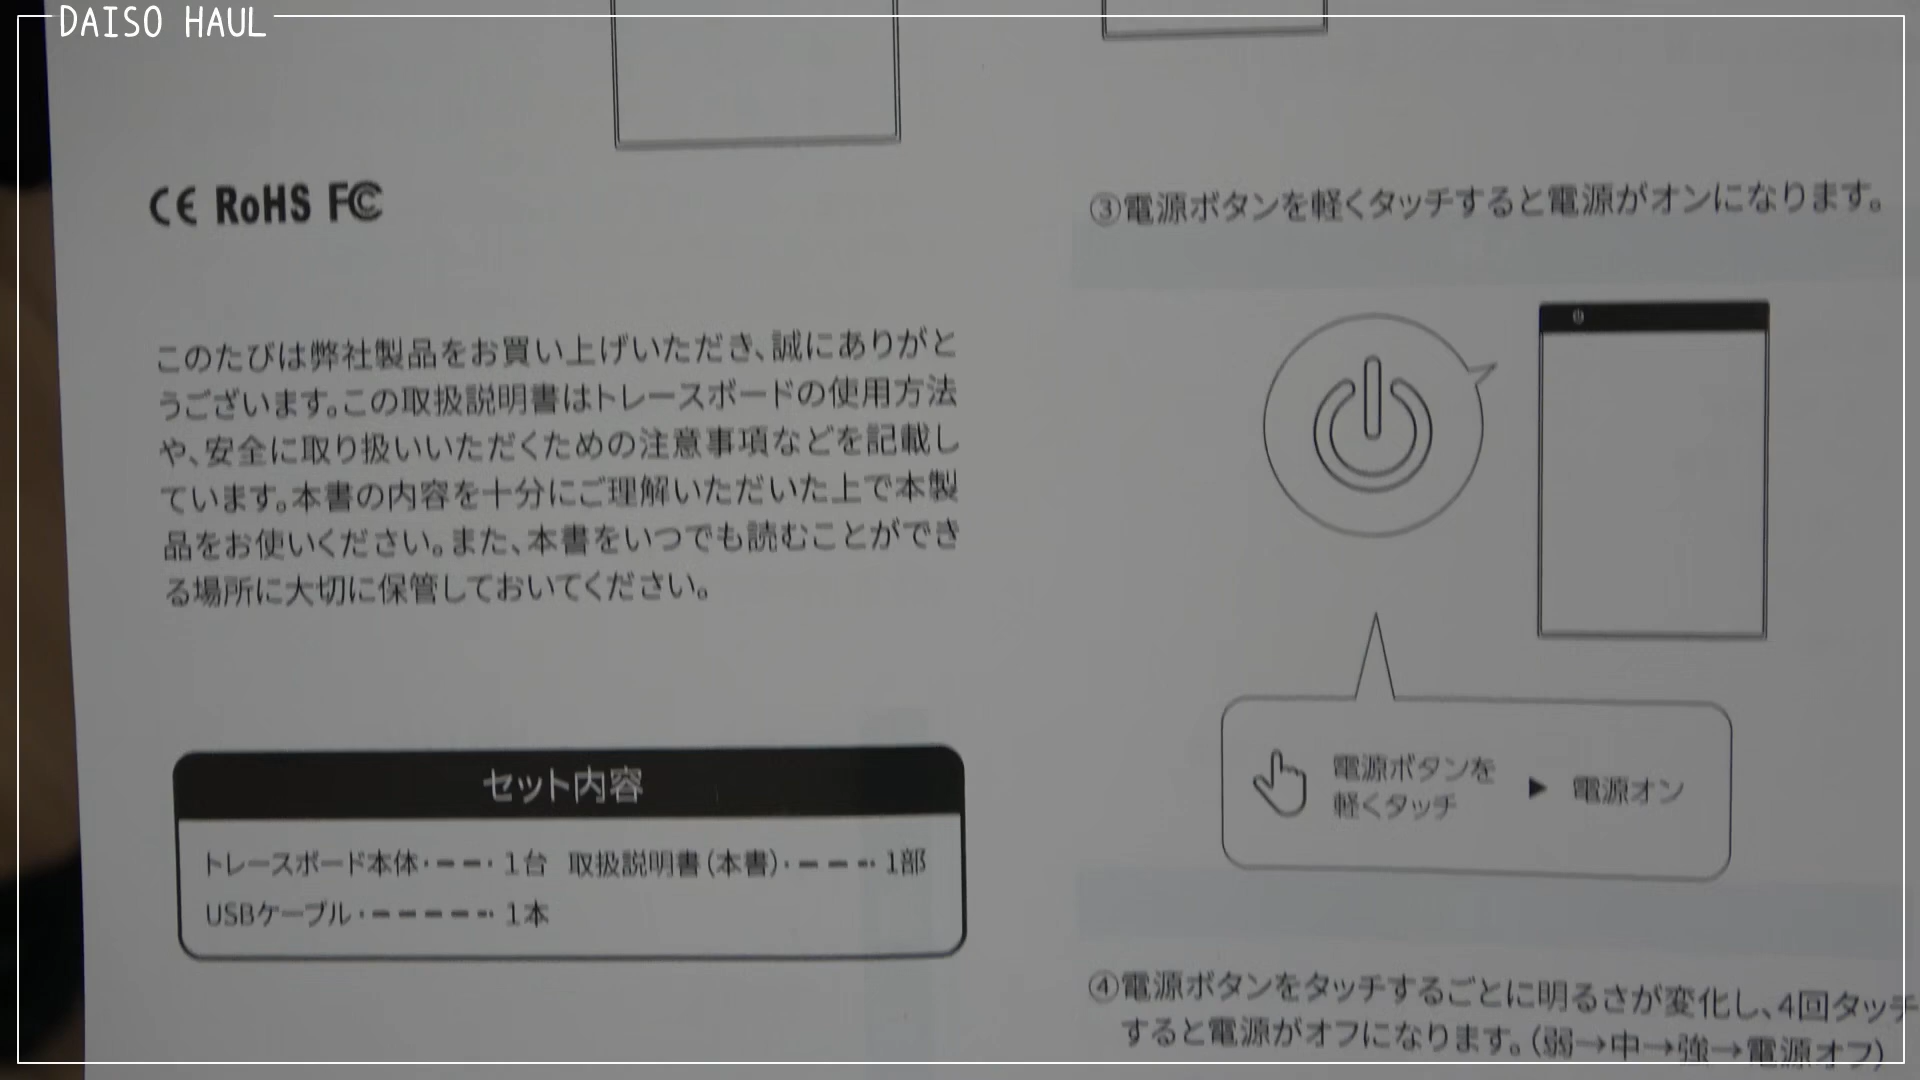 DAISO HAUL
CE RoHS FC
このたびは弊社製品をお買い上げいただき、誠にありがと
うございます。この取扱説明書はトレースボードの使用方法
や、安全に取り扱いいただくための注意事項などを記載し
ています。本書の内容を十分にご理解いただいた上で本製
品をお使いください。また、本書をいつでも読むことができ
る場所に大切に保管しておいてください。
セット内容
トレースボード本体・ーー・1台 取扱説明書(本書)・ーーー・1部
USBケーブル・ーーーーー・1本
③電源ボタンを軽くタッチすると電源がオンになります。
電源ボタンを
軽くタッチ
▶ 電源オン
④電源ボタンをタッチするごとに明るさが変化し、4回タッチ
すると電源がオフになります。(弱→中→強→電源オフ)